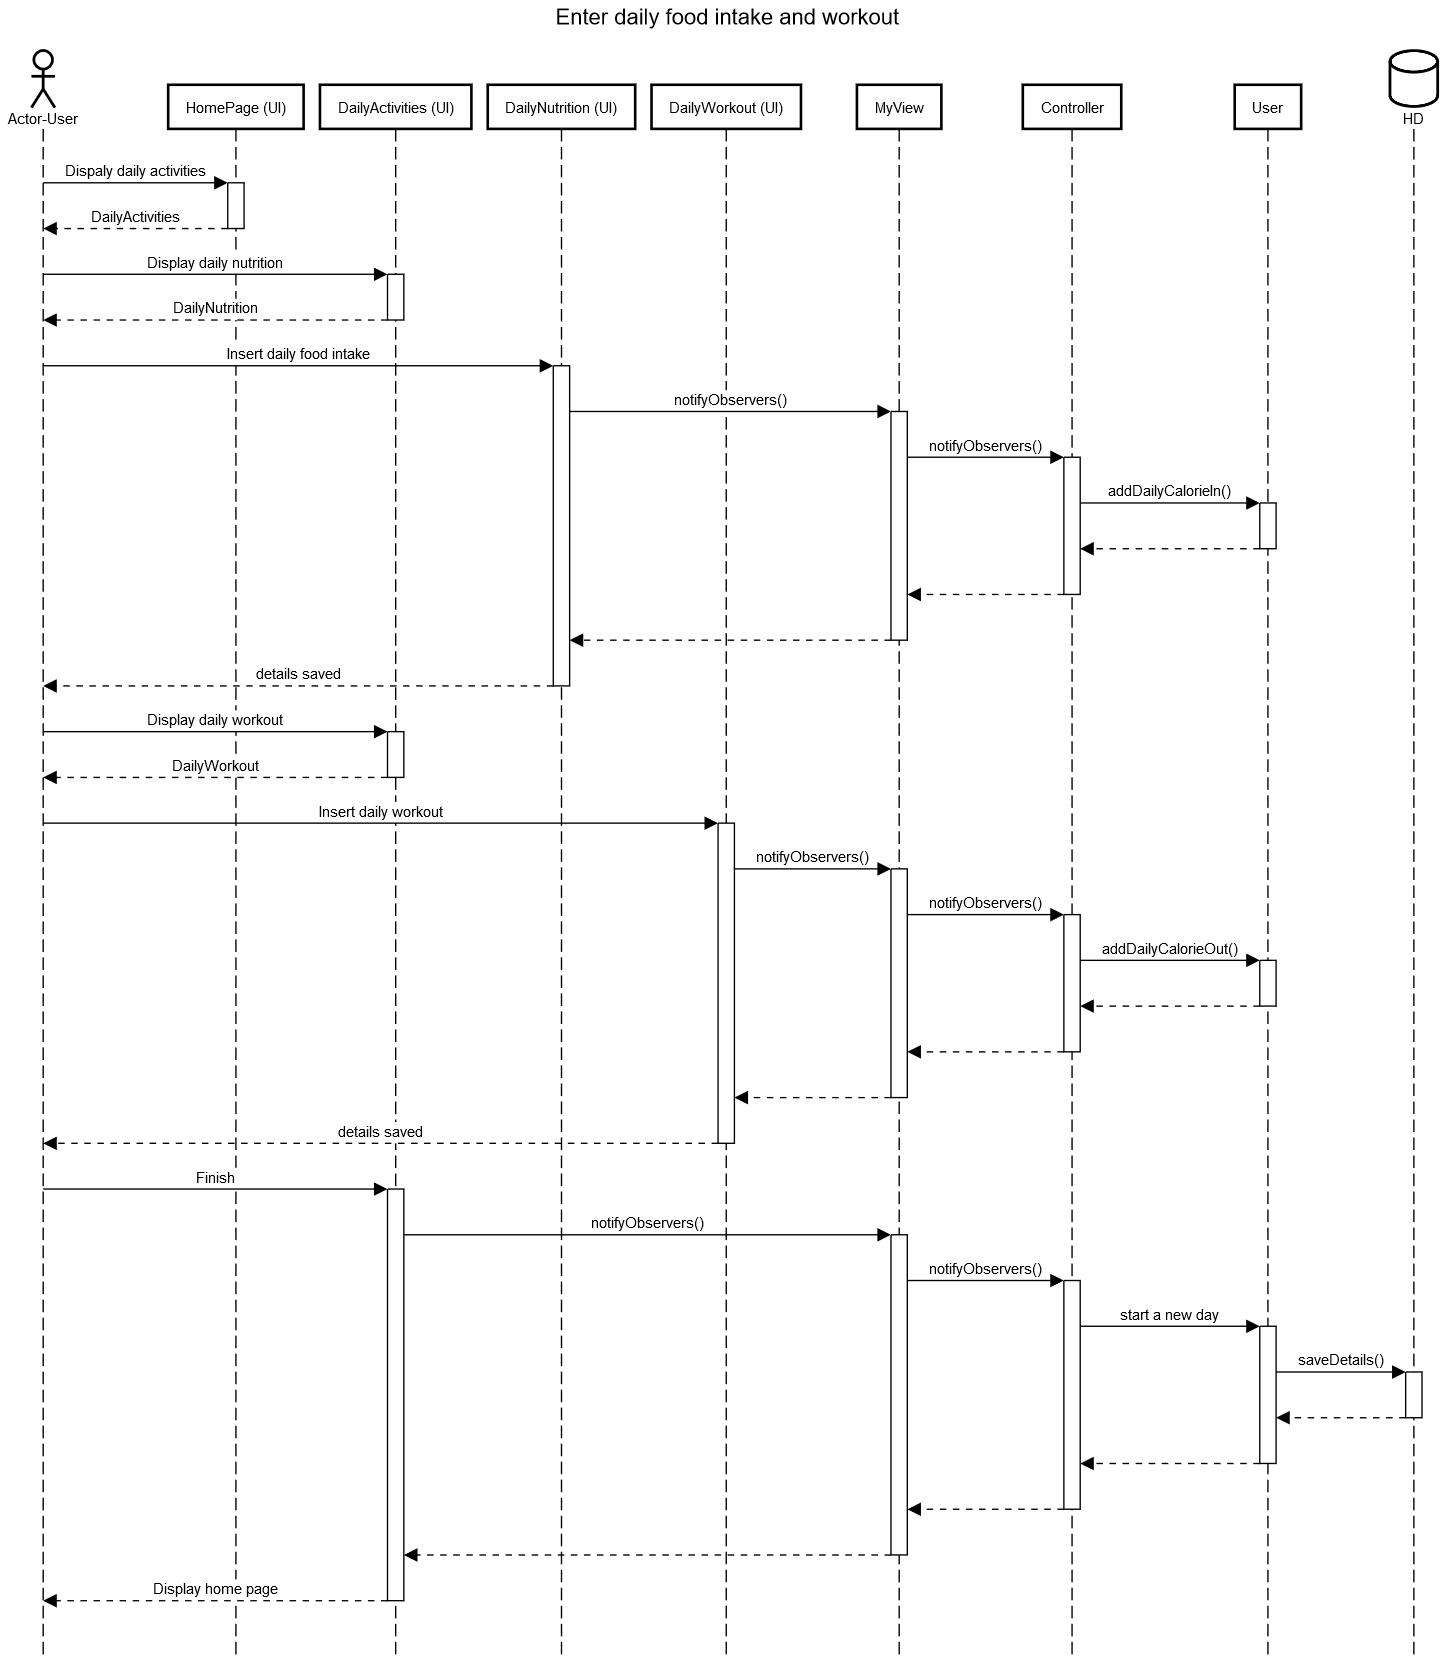 Enter daily food intake and workout
Actor-User
HomePage (UI)
DailyActivities (UI)
DailyNutrition (UI)
DailyWorkout (UI)
MyView
Controller
User
HD
Dispaly daily activities
DailyActivities
Display daily nutrition
DailyNutrition
Insert daily food intake
notifyObservers()
notifyObservers()
addDailyCalorieIn()
details saved
Display daily workout
DailyWorkout
Insert daily workout
notifyObservers()
notifyObservers()
addDailyCalorieOut()
details saved
Finish
notifyObservers()
notifyObservers()
start a new day
saveDetails()
Display home page